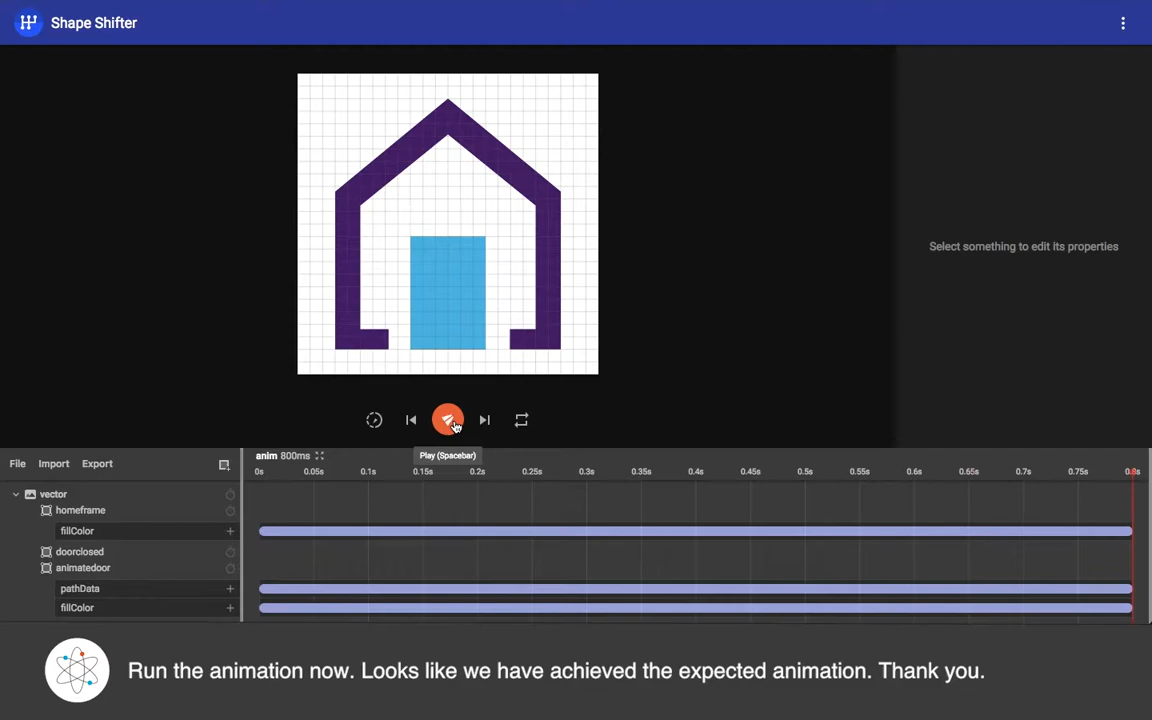 Shape Shifter
Select something to edit its properties
Play (Spacebar)
File Import Export
anim 800ms
0s 0.05s 0.1s 0.15s 0.2s 0.25s 0.3s 0.35s 0.4s 0.45s 0.5s 0.55s 0.6s 0.65s 0.7s 0.75s 0.8s
vector
homeframe
fillColor
doorclosed
animatedoor
pathData
fillColor
Run the animation now. Looks like we have achieved the expected animation. Thank you.